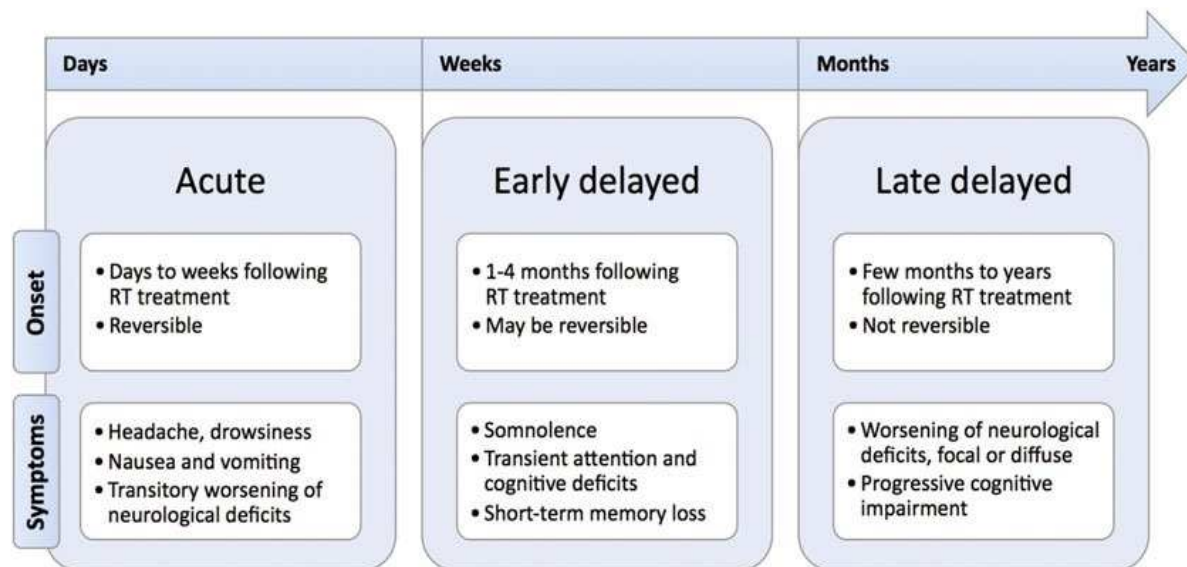 Days
Weeks
Months
Years
Acute
Early delayed
Late delayed
Onset
• Days to weeks following
RT treatment
• Reversible
• 1-4 months following
RT treatment
• May be reversible
• Few months to years
following RT treatment
• Not reversible
Symptoms
• Headache, drowsiness
• Nausea and vomiting
• Transitory worsening of
neurological deficits
• Somnolence
• Transient attention and
cognitive deficits
• Short-term memory loss
• Worsening of neurological
deficits, focal or diffuse
• Progressive cognitive
impairment